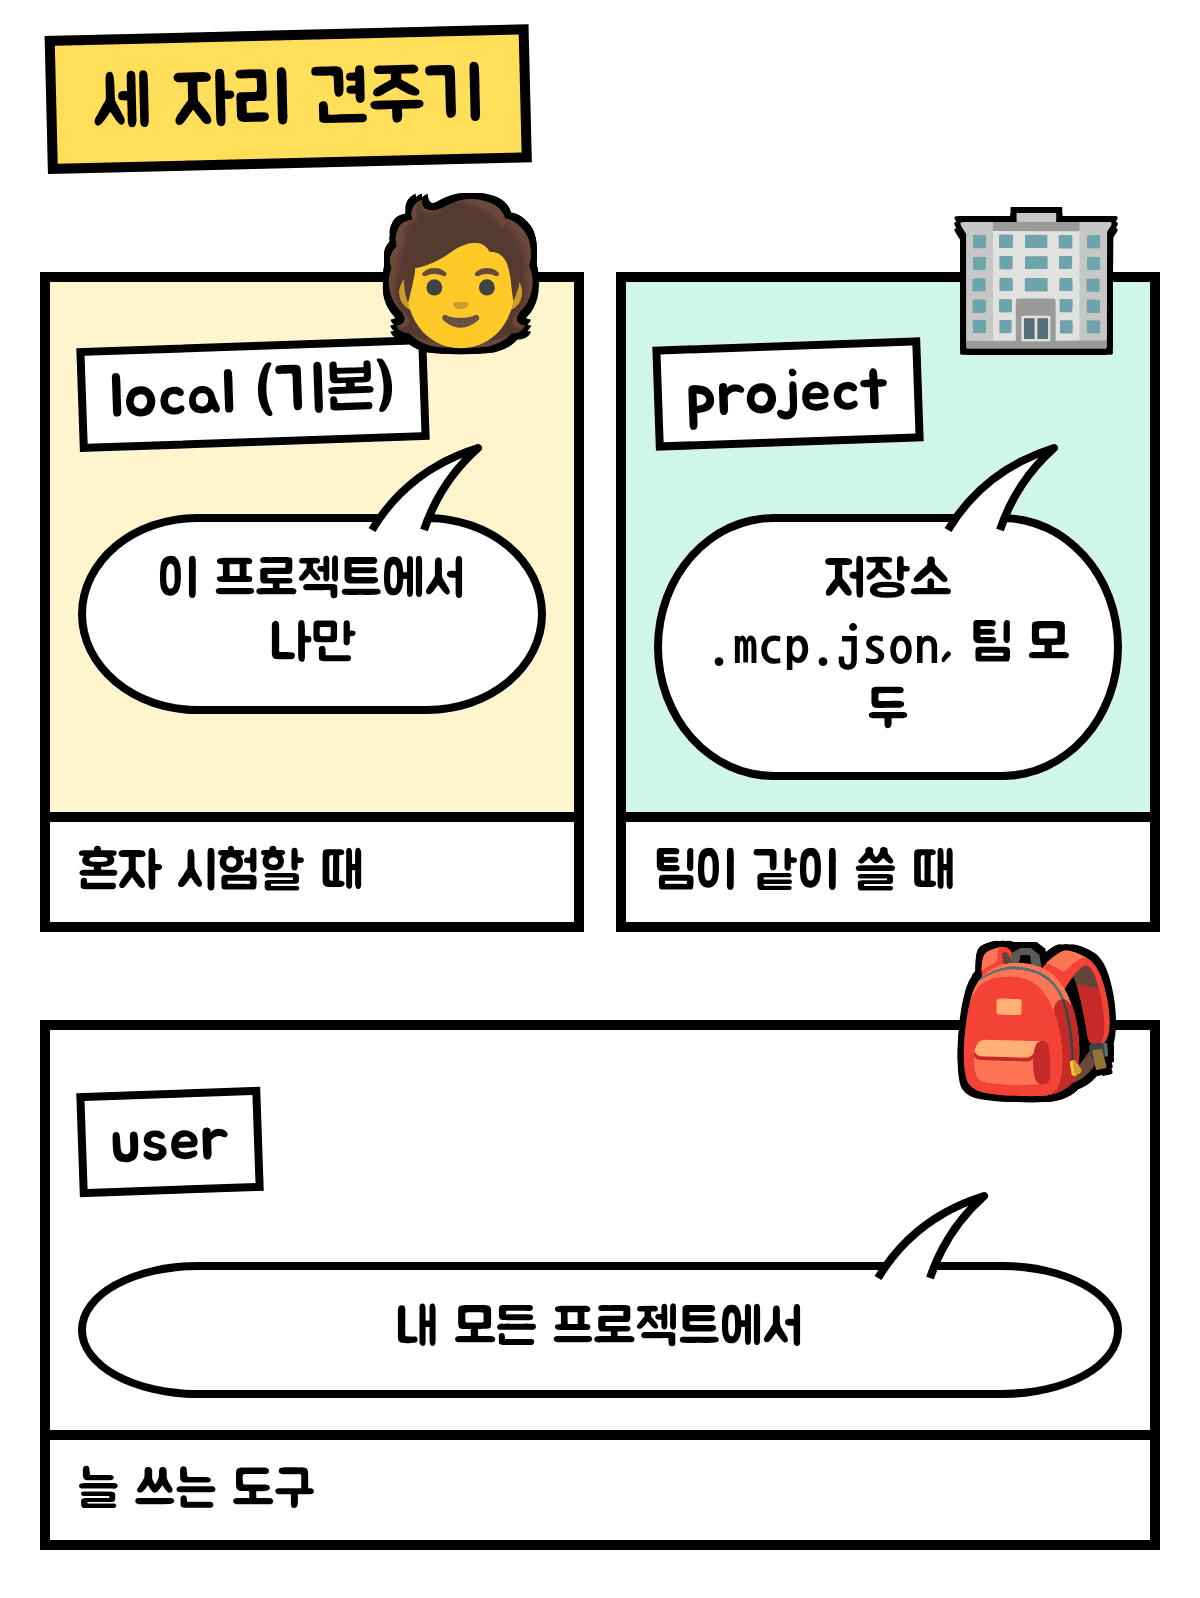 세 자리 견주기
local (기본)
이 프로젝트에서
나만
혼자 시험할 때
project
저장소
.mcp.json, 팀 모
두
팀이 같이 쓸 때
user
내 모든 프로젝트에서
늘 쓰는 도구